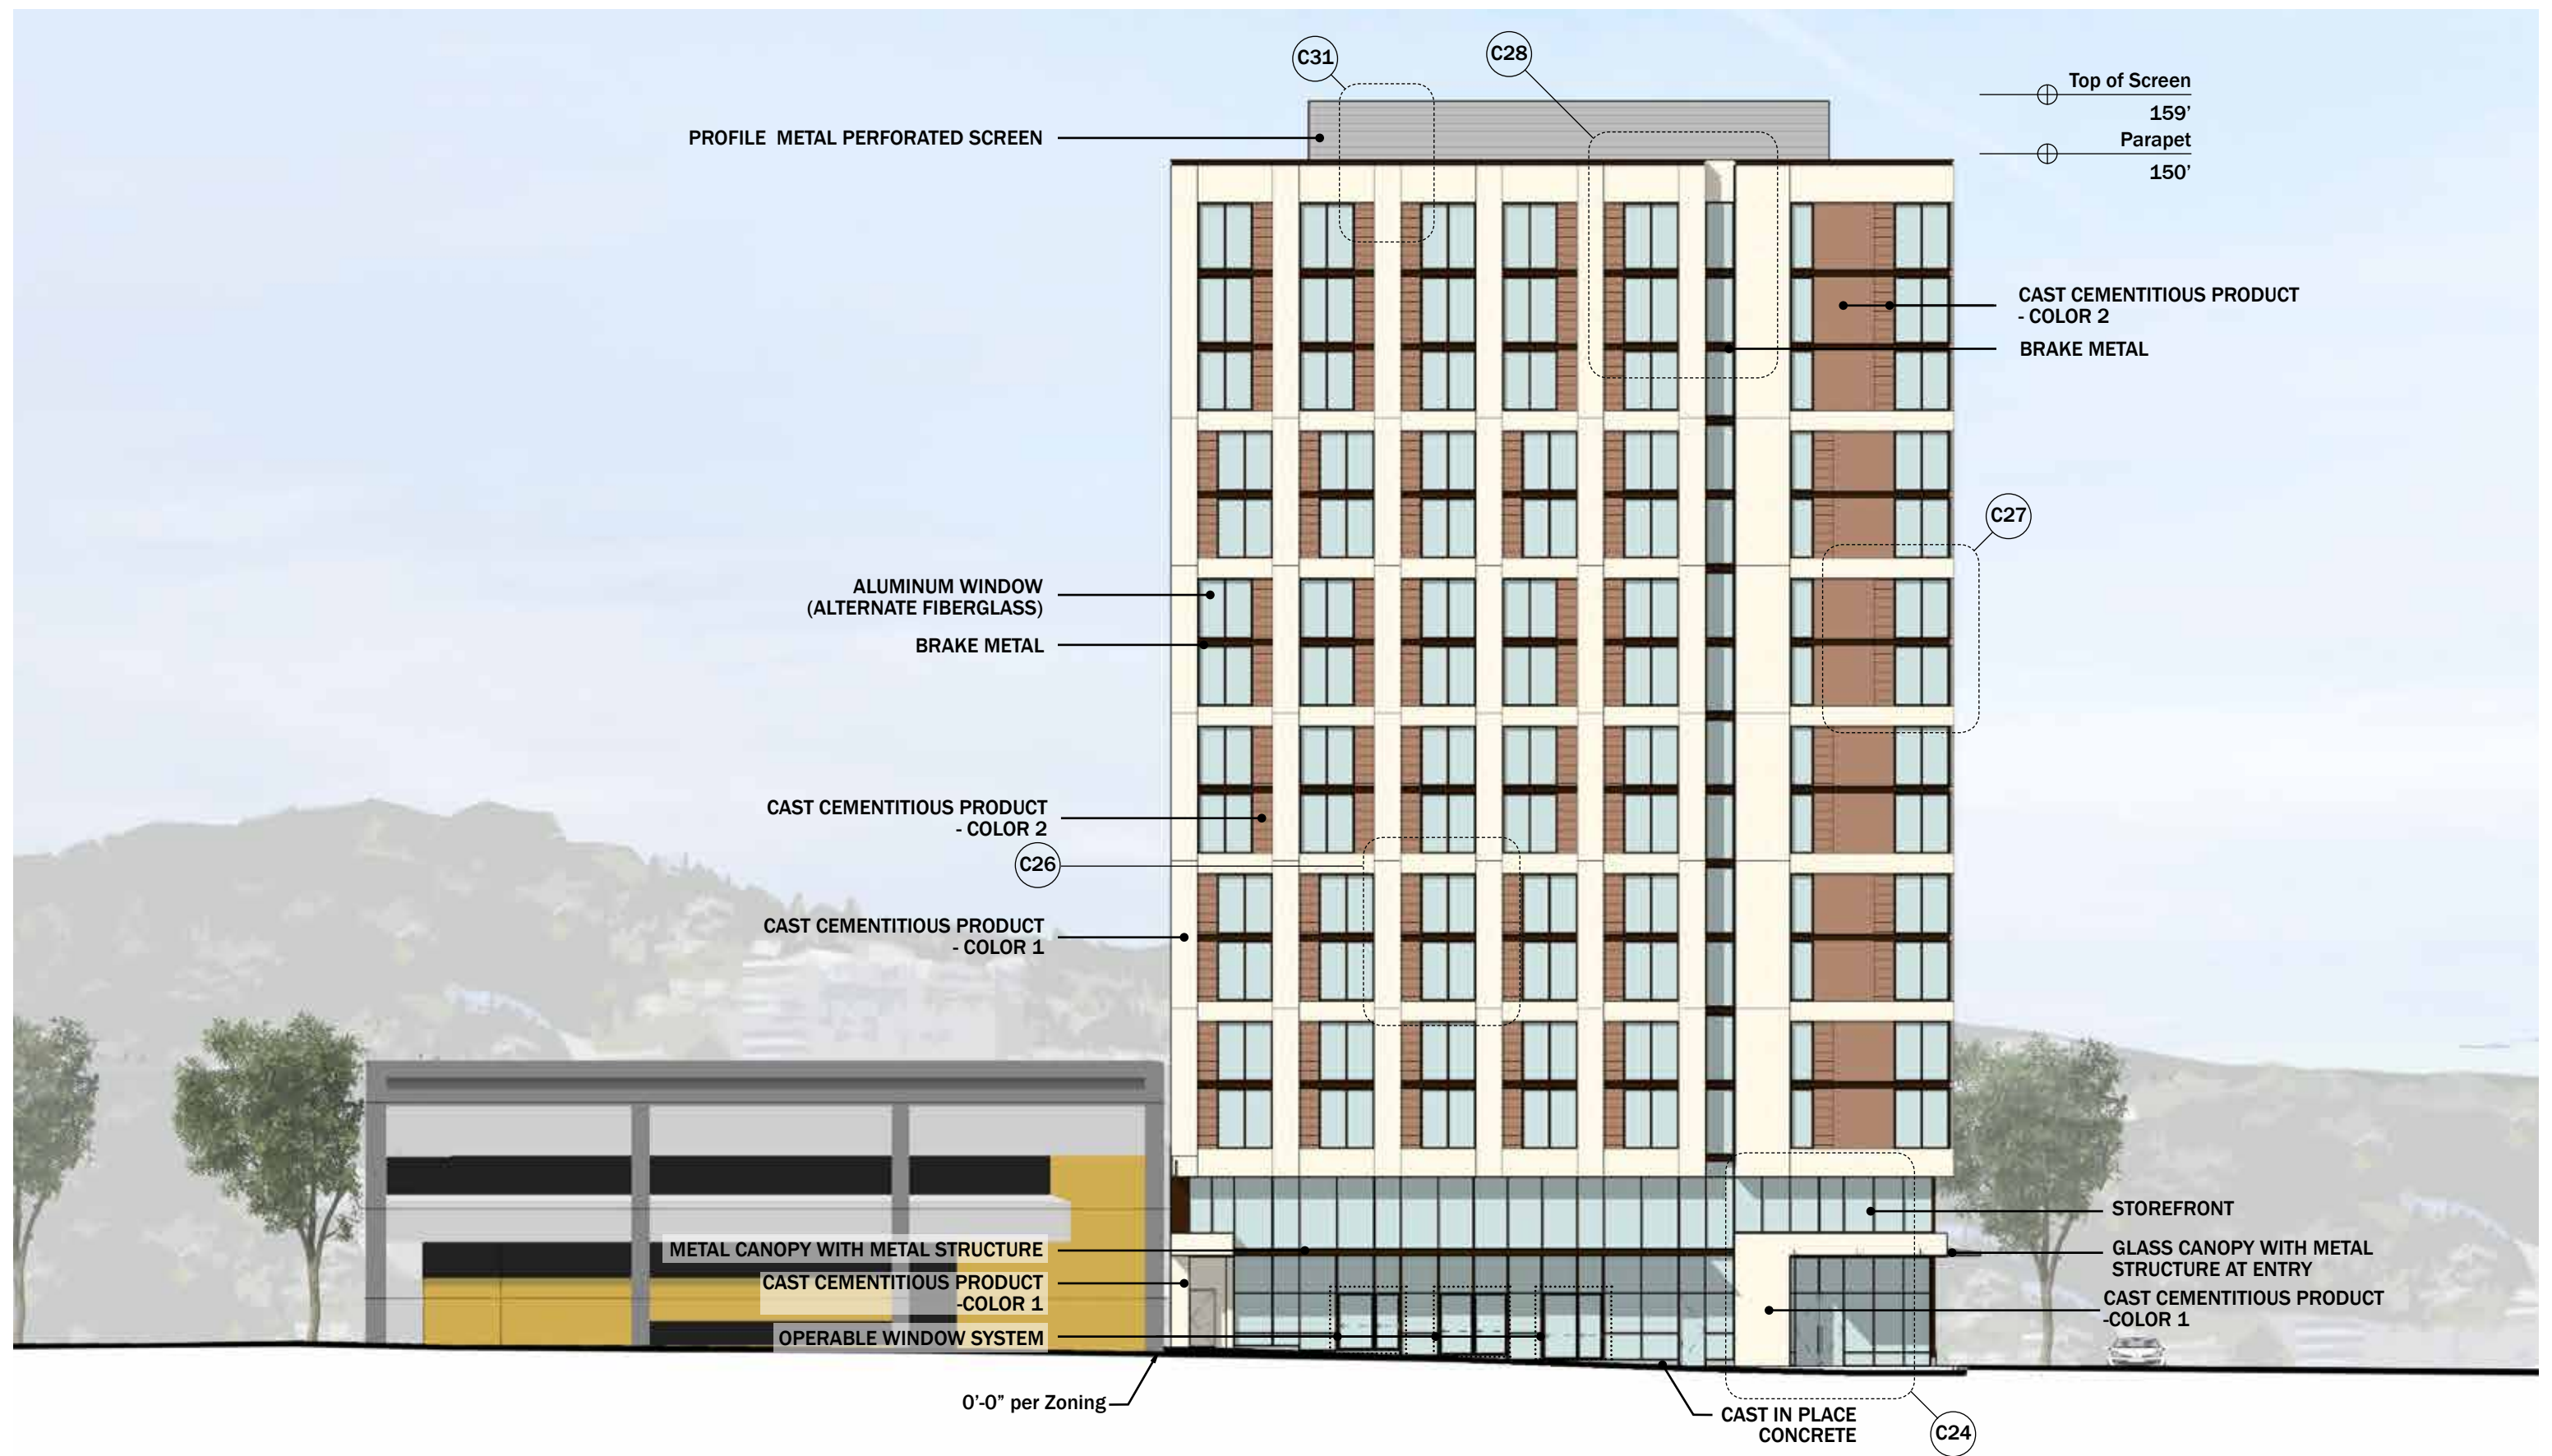 C31
C28
Top of Screen
159’
PROFILE METAL PERFORATED SCREEN
Parapet
150’
CAST CEMENTITIOUS PRODUCT
- COLOR 2
BRAKE METAL
C27
ALUMINUM WINDOW
(ALTERNATE FIBERGLASS)
BRAKE METAL
CAST CEMENTITIOUS PRODUCT
- COLOR 2
C26
CAST CEMENTITIOUS PRODUCT
- COLOR 1
STOREFRONT
METAL CANOPY WITH METAL STRUCTURE
GLASS CANOPY WITH METAL
STRUCTURE AT ENTRY
CAST CEMENTITIOUS PRODUCT
-COLOR 1
CAST CEMENTITIOUS PRODUCT
-COLOR 1
OPERABLE WINDOW SYSTEM
0’-0” per Zoning
CAST IN PLACE
CONCRETE
C24